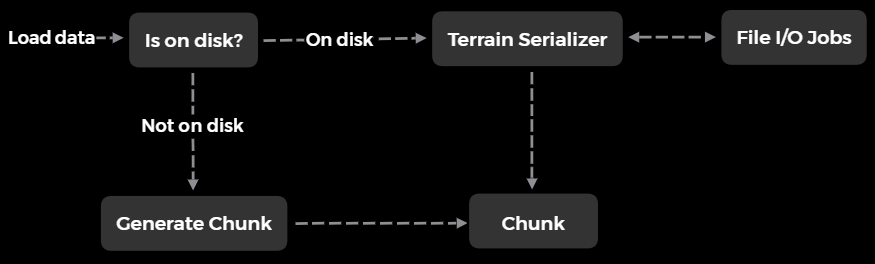 Load data
Is on disk?
On disk
Terrain Serializer
File I/O Jobs
Not on disk
Generate Chunk
Chunk